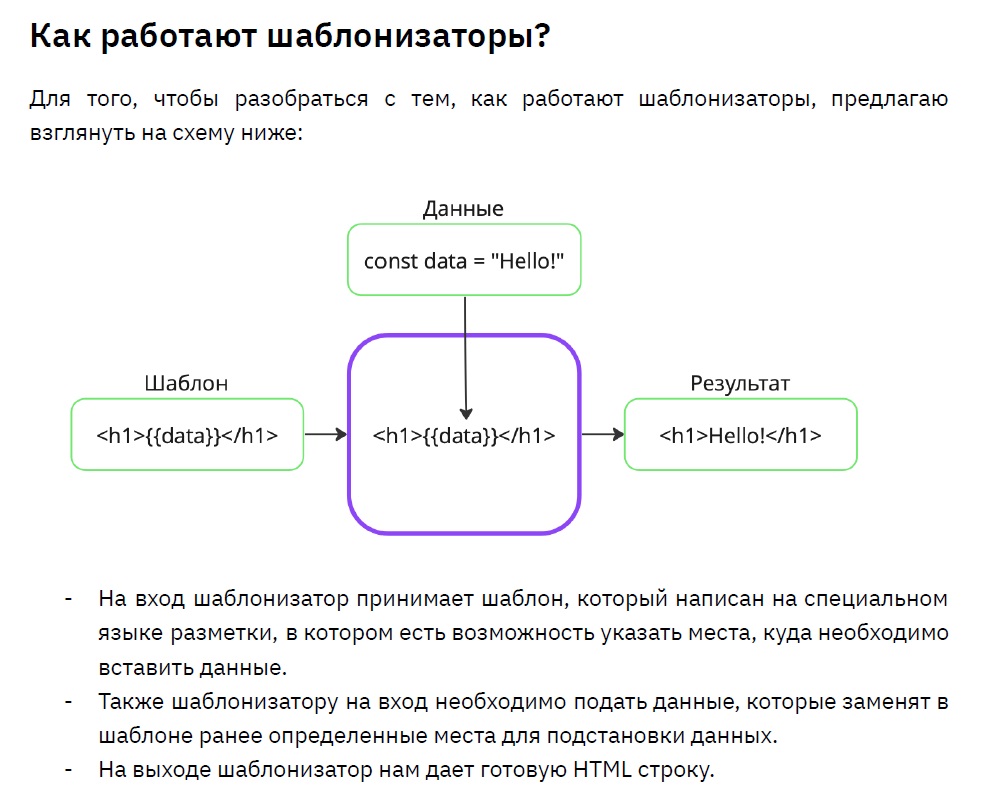 Как работают шаблонизаторы?
Для того, чтобы разобраться с тем, как работают шаблонизаторы, предлагаю
взглянуть на схему ниже:
Данные
const data = "Hello!"
Шаблон
<h1>{{data}}</h1>
<h1>{{data}}</h1>
Результат
<h1>Hello!</h1>
- На вход шаблонизатор принимает шаблон, который написан на специальном
языке разметки, в котором есть возможность указать места, куда необходимо
вставить данные.
- Также шаблонизатору на вход необходимо подать данные, которые заменят в
шаблоне ранее определенные места для подстановки данных.
- На выходе шаблонизатор нам дает готовую HTML строку.